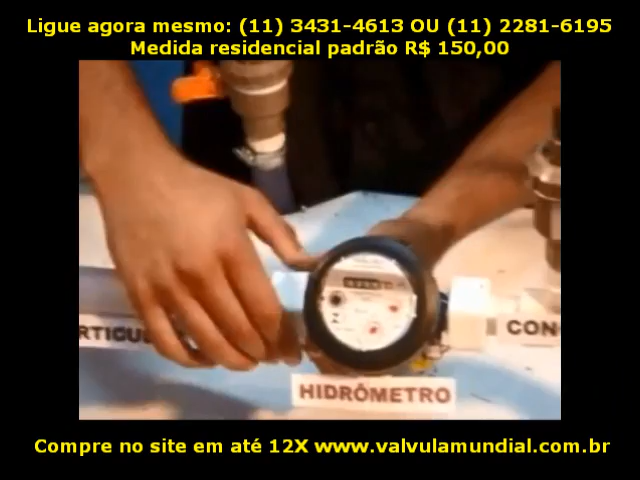 Ligue agora mesmo: (11) 3431-4613 OU (11) 2281-6195
Medida residencial padrão R$ 150,00
RTICU
CON
HIDRÔMETRO
Compre no site em até 12X www.valvulamundial.com.br